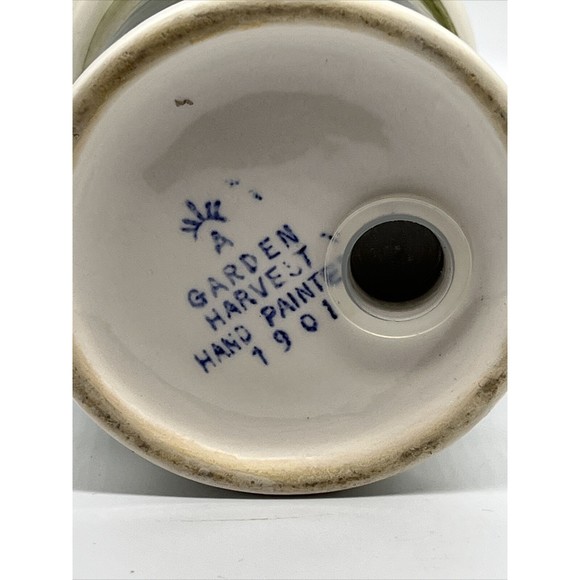 A
GARDEN
HARVEST
HAND PAINTE
1901